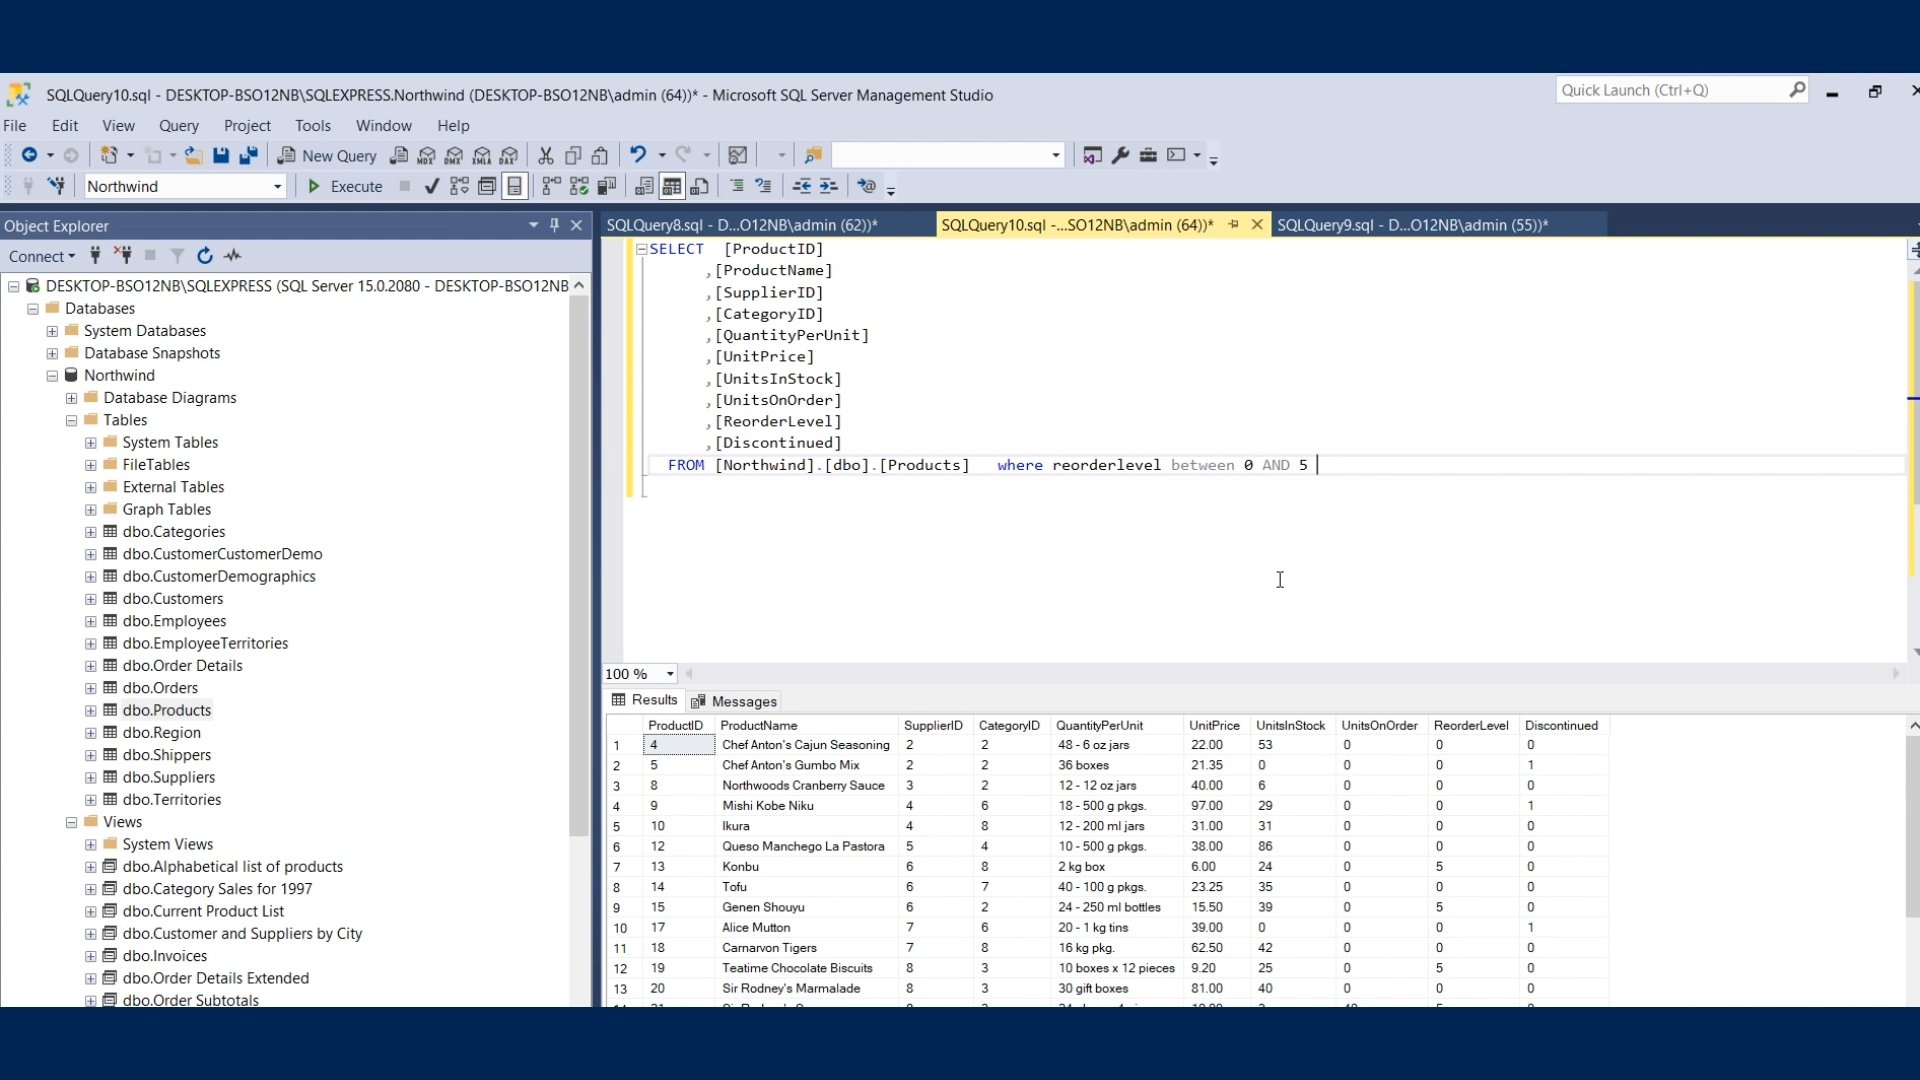 SQLQuery10.sql - DESKTOP-BSO12NB\SQLEXPRESS.Northwind (DESKTOP-BSO12NB\admin (64))* - Microsoft SQL Server Management Studio
Quick Launch (Ctrl+Q)
File Edit View Query Project Tools Window Help
New Query
MDX DMX XMLA DAX
Northwind
Execute
Object Explorer
Connect
DESKTOP-BSO12NB\SQLEXPRESS (SQL Server 15.0.2080 - DESKTOP-BSO12NB
Databases
System Databases
Database Snapshots
Northwind
Database Diagrams
Tables
System Tables
FileTables
External Tables
Graph Tables
dbo.Categories
dbo.CustomerCustomerDemo
dbo.CustomerDemographics
dbo.Customers
dbo.Employees
dbo.EmployeeTerritories
dbo.Order Details
dbo.Orders
dbo.Products
dbo.Region
dbo.Shippers
dbo.Suppliers
dbo.Territories
Views
System Views
dbo.Alphabetical list of products
dbo.Category Sales for 1997
dbo.Current Product List
dbo.Customer and Suppliers by City
dbo.Invoices
dbo.Order Details Extended
dbo.Order Subtotals
SQLQuery8.sql - D...O12NB\admin (62))*
SQLQuery10.sql -...SO12NB\admin (64))*
SQLQuery9.sql - D...O12NB\admin (55))*
SELECT [ProductID]
,[ProductName]
,[SupplierID]
,[CategoryID]
,[QuantityPerUnit]
,[UnitPrice]
,[UnitsInStock]
,[UnitsOnOrder]
,[ReorderLevel]
,[Discontinued]
FROM [Northwind].[dbo].[Products] where reorderlevel between 0 AND 5
100 %
Results Messages
ProductID ProductName SupplierID CategoryID QuantityPerUnit UnitPrice UnitsInStock UnitsOnOrder ReorderLevel Discontinued
1 4 Chef Anton's Cajun Seasoning 2 2 48 - 6 oz jars 22.00 53 0 0 0
2 5 Chef Anton's Gumbo Mix 2 2 36 boxes 21.35 0 0 0 1
3 8 Northwoods Cranberry Sauce 3 2 12 - 12 oz jars 40.00 6 0 0 0
4 9 Mishi Kobe Niku 4 6 18 - 500 g pkgs. 97.00 29 0 0 1
5 10 Ikura 4 8 12 - 200 ml jars 31.00 31 0 0 0
6 12 Queso Manchego La Pastora 5 4 10 - 500 g pkgs. 38.00 86 0 0 0
7 13 Konbu 6 8 2 kg box 6.00 24 0 5 0
8 14 Tofu 6 7 40 - 100 g pkgs. 23.25 35 0 0 0
9 15 Genen Shouyu 6 2 24 - 250 ml bottles 15.50 39 0 5 0
10 17 Alice Mutton 7 6 20 - 1 kg tins 39.00 0 0 0 1
11 18 Carnarvon Tigers 7 8 16 kg pkg. 62.50 42 0 0 0
12 19 Teatime Chocolate Biscuits 8 3 10 boxes x 12 pieces 9.20 25 0 5 0
13 20 Sir Rodney's Marmalade 8 3 30 gift boxes 81.00 40 0 0 0